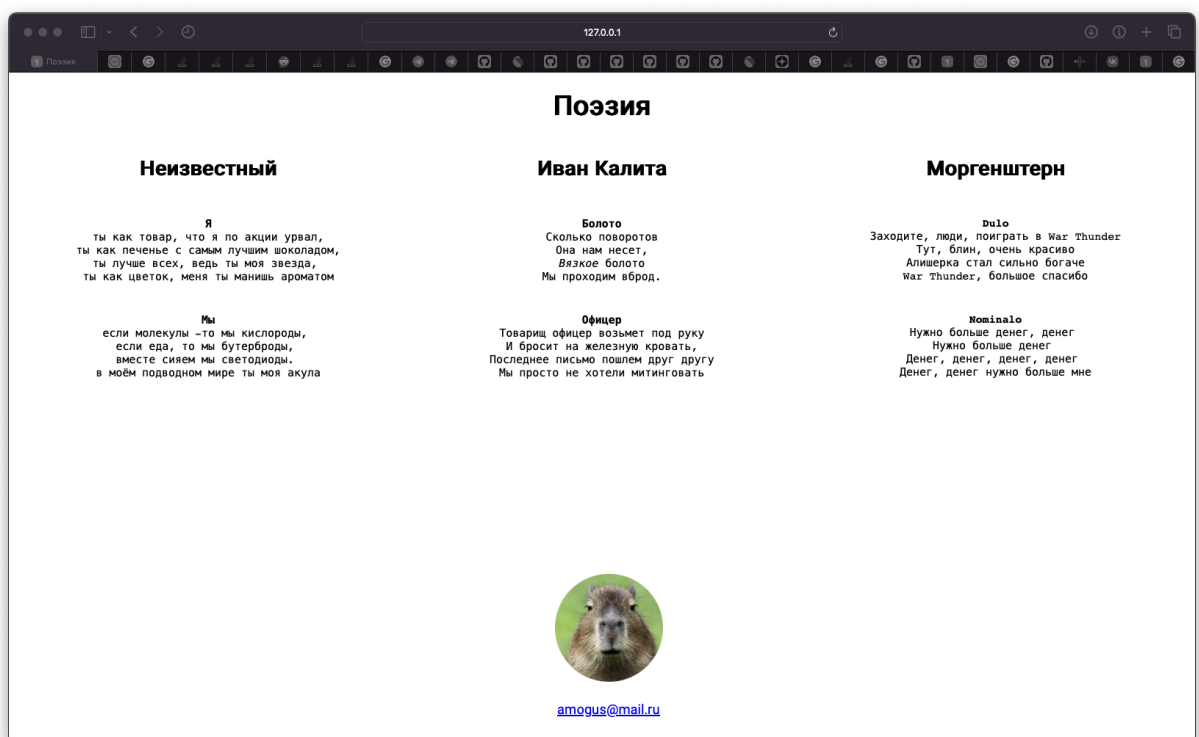 127.0.0.1
1 Поэзия
1
1
Поэзия
Неизвестный
Я
ты как товар, что я по акции урвал,
ты как печенье с самым лучшим шоколадом,
ты лучше всех, ведь ты моя звезда,
ты как цветок, меня ты манишь ароматом
Мы
если молекулы -то мы кислороды,
если еда, то мы бутерброды,
вместе сияем мы светодиоды.
в моём подводном мире ты моя акула
Иван Калита
Болото
Сколько поворотов
Она нам несет,
Вязкое болото
Мы проходим вброд.
Офицер
Товарищ офицер возьмет под руку
И бросит на железную кровать,
Последнее письмо пошлем друг другу
Мы просто не хотели митинговать
Моргенштерн
Dulo
Заходите, люди, поиграть в War Thunder
Тут, блин, очень красиво
Алишерка стал сильно богаче
War Thunder, большое спасибо
Nominalo
Нужно больше денег, денег
Нужно больше денег
Денег, денег, денег, денег
Денег, денег нужно больше мне
amogus@mail.ru